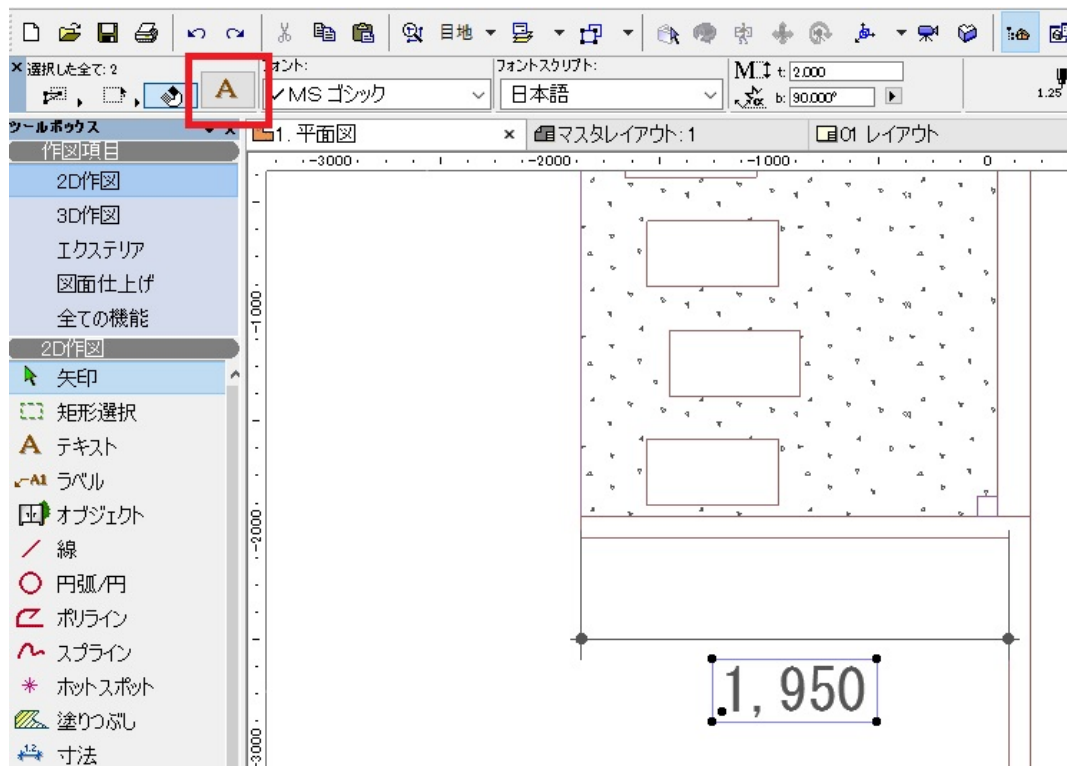 目地
選択した全て: 2
A
フォント:
✓MS ゴシック
フォントスクリプト:
日本語
M t: 2.000
b: 90.000°
1.25
ツールボックス
作図項目
2D作図
3D作図
エクステリア
図面仕上げ
全ての機能
2D作図
矢印
矩形選択
A テキスト
A1 ラベル
オブジェクト
線
円弧/円
ポリライン
スプライン
ホットスポット
塗りつぶし
1.2 寸法
1. 平面図
マスタレイアウト: 1
01 レイアウト
-3000
-2000
-1000
0
-1000
-2000
-3000
1,950